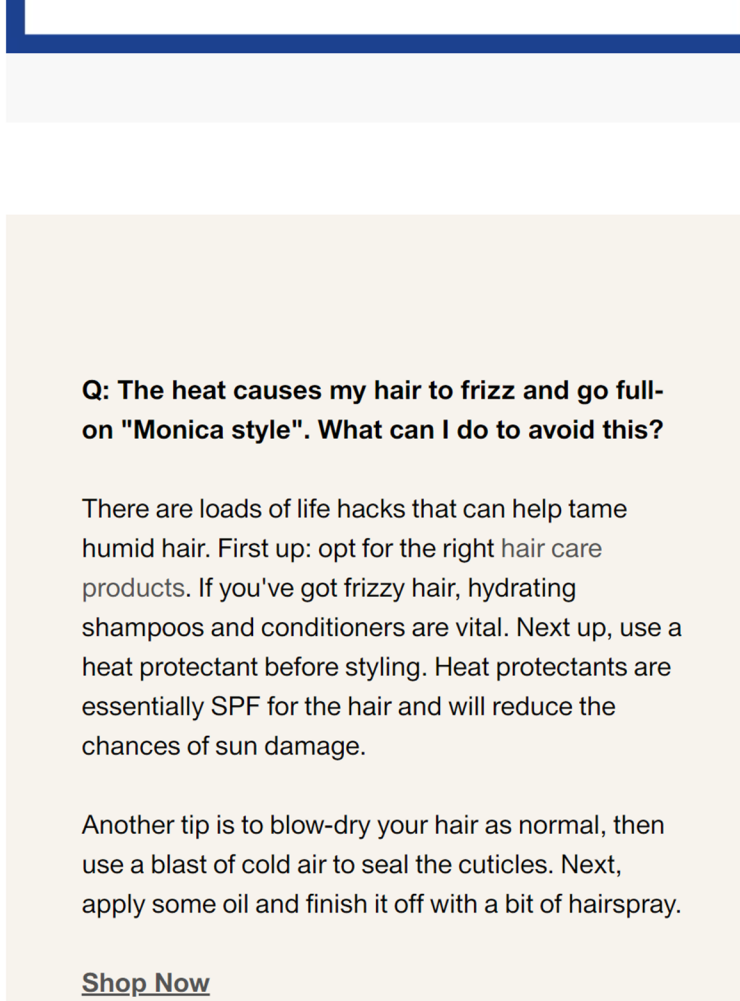 Q: The heat causes my hair to frizz and go full-
on "Monica style". What can I do to avoid this?
There are loads of life hacks that can help tame
humid hair. First up: opt for the right hair care
products. If you've got frizzy hair, hydrating
shampoos and conditioners are vital. Next up, use a
heat protectant before styling. Heat protectants are
essentially SPF for the hair and will reduce the
chances of sun damage.
Another tip is to blow-dry your hair as normal, then
use a blast of cold air to seal the cuticles. Next,
apply some oil and finish it off with a bit of hairspray.
Shop Now